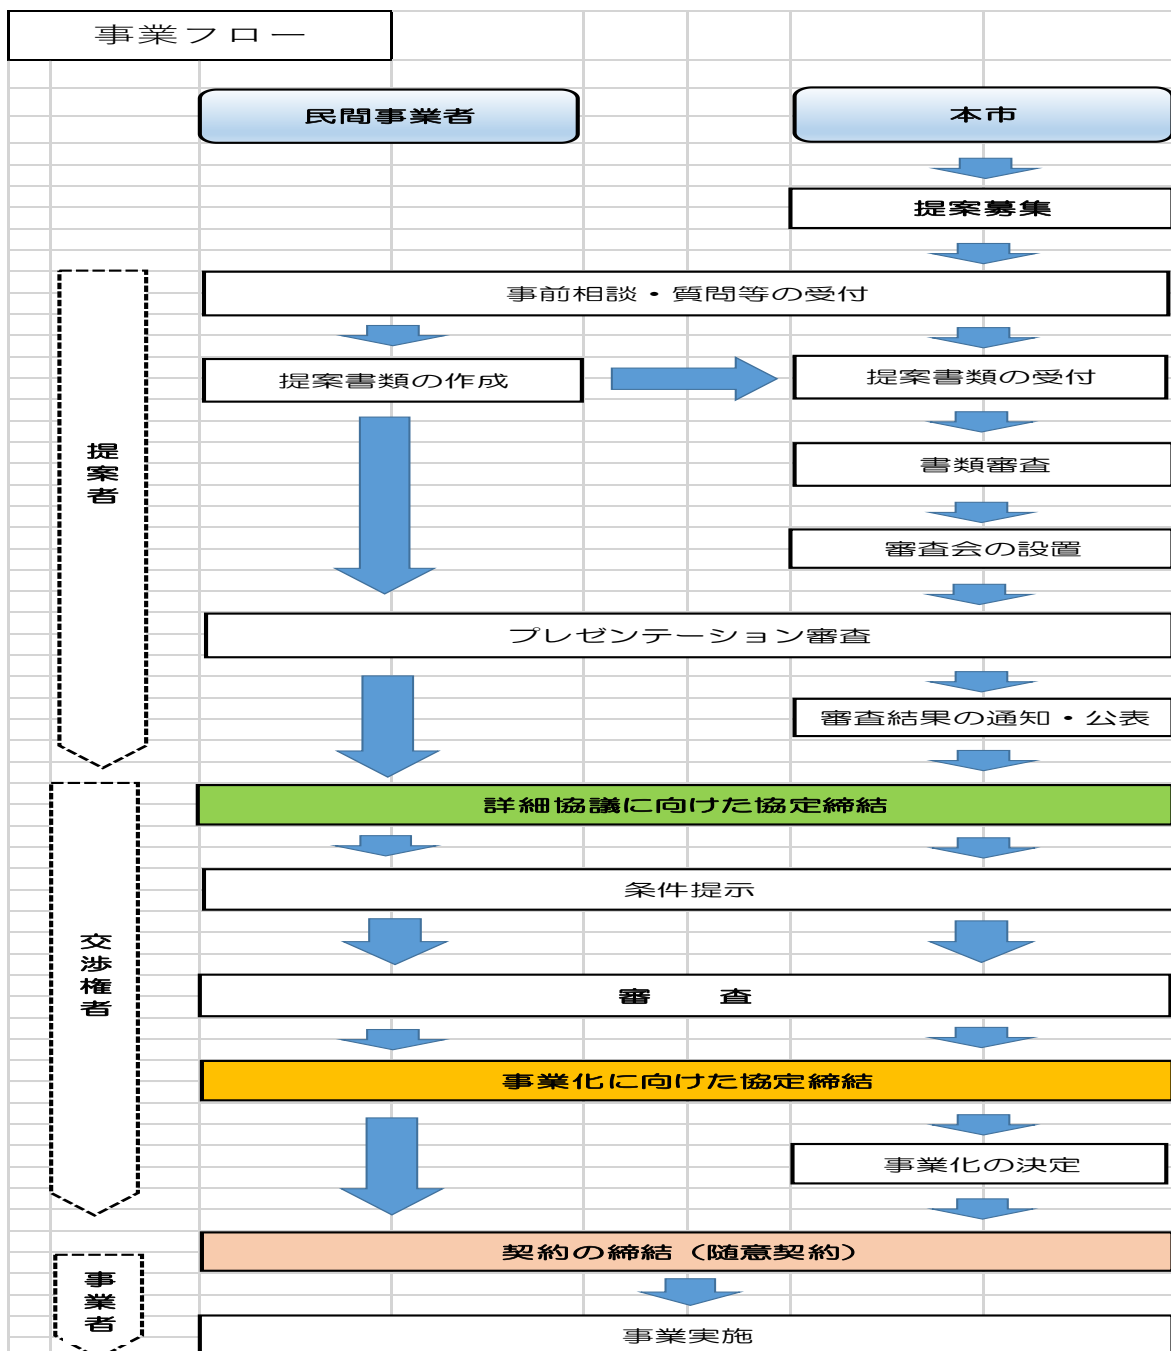 事業フロー
民間事業者
本市
提案募集
事前相談・質問等の受付
提案書類の作成
提案書類の受付
書類審査
審査会の設置
プレゼンテーション審査
審査結果の通知・公表
提案者
詳細協議に向けた協定締結
条件提示
審　　査
事業化に向けた協定締結
事業化の決定
交渉権者
契約の締結（随意契約）
事業実施
事業者